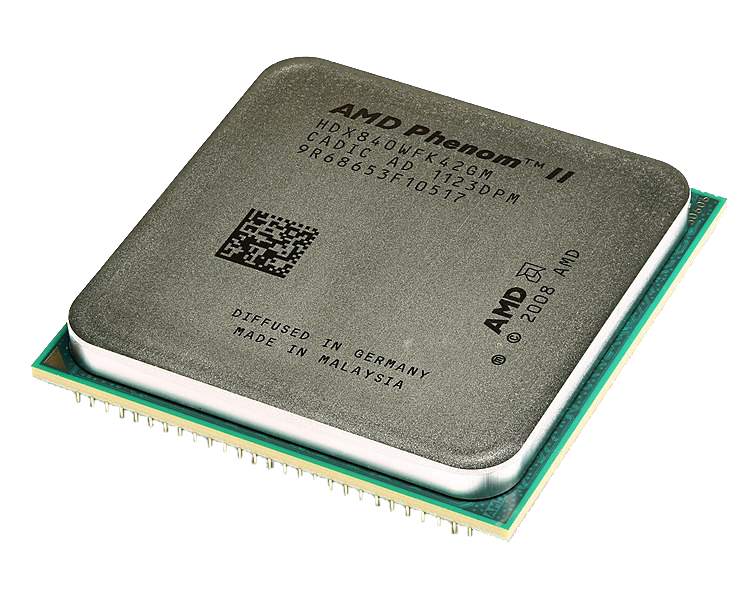 AMD Phenom™ II
HDX840WFK42GM
CADIC AD 1123DPM
9R68653F10517
DIFFUSED IN GERMANY
MADE IN MALAYSIA
AMD
® © 2008 AMD